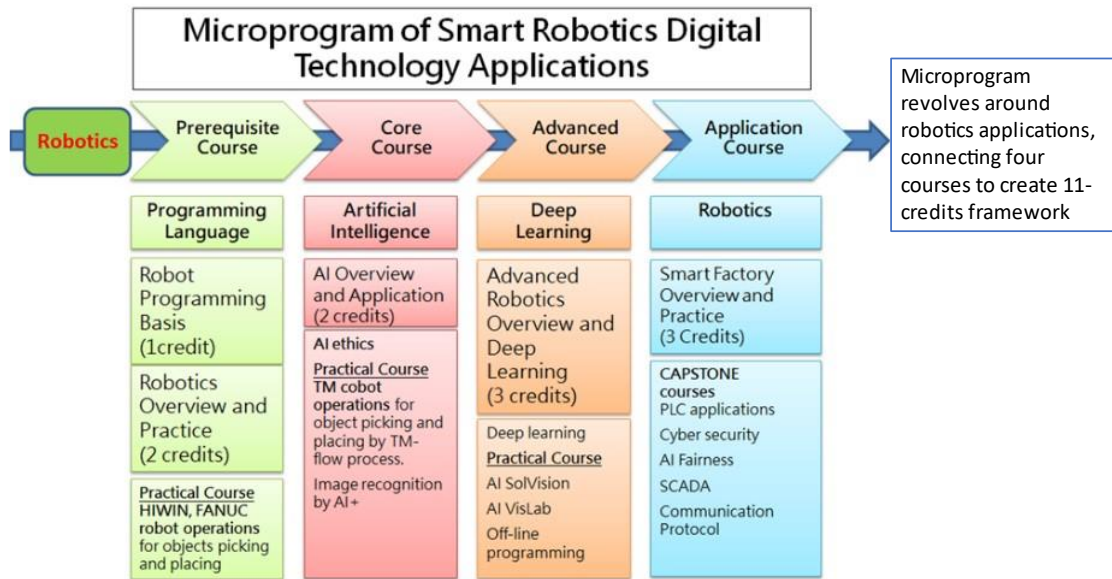 Microprogram of Smart Robotics Digital
Technology Applications
Robotics
Prerequisite
Course
Core
Course
Advanced
Course
Application
Course
Microprogram
revolves around
robotics applications,
connecting four
courses to create 11-
credits framework
Programming
Language
Robot
Programming
Basis
(1credit)
Robotics
Overview and
Practice
(2 credits)
Practical Course
HIWIN, FANUC
robot operations
for objects picking
and placing
Artificial
Intelligence
AI Overview
and Application
(2 credits)
AI ethics
Practical Course
TM cobot
operations for
object picking and
placing by TM-
flow process.
Image recognition
by AI+
Deep
Learning
Advanced
Robotics
Overview and
Deep
Learning
(3 credits)
Deep learning
Practical Course
AI SolVision
AI VisLab
Off-line
programming
Robotics
Smart Factory
Overview and
Practice
(3 Credits)
CAPSTONE
courses
PLC applications
Cyber security
AI Fairness
SCADA
Communication
Protocol